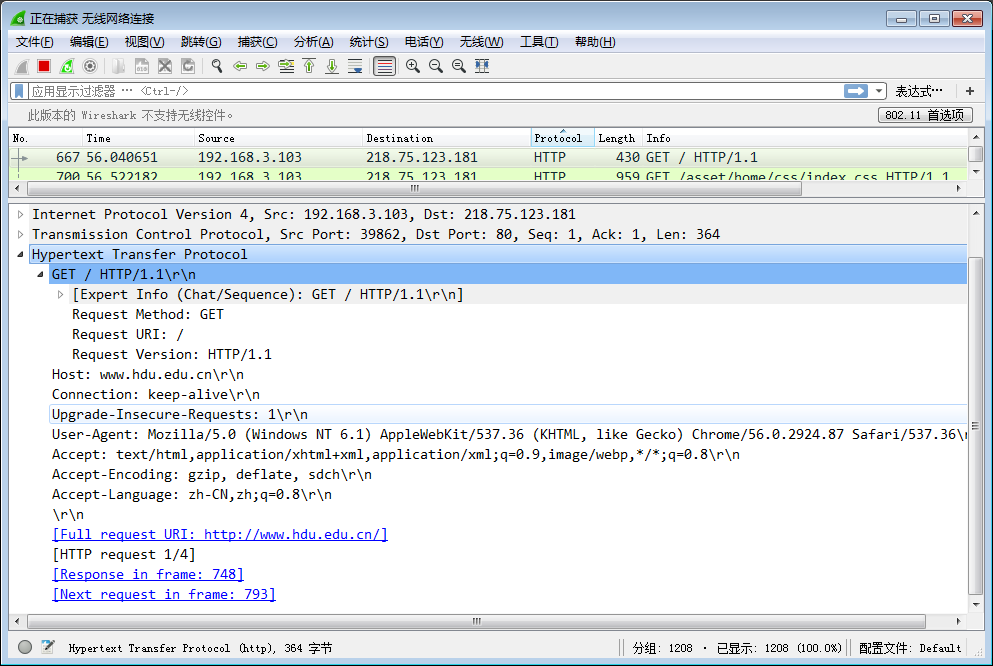 正在捕获 无线网络连接
文件(F) 编辑(E) 视图(V) 跳转(G) 捕获(C) 分析(A) 统计(S) 电话(Y) 无线(W) 工具(T) 帮助(H)
应用显示过滤器 … <Ctrl-/> 表达式… +
此版本的 Wireshark 不支持无线控件。 802.11 首选项
No. Time Source Destination Protocol Length Info
667 56.040651 192.168.3.103 218.75.123.181 HTTP 430 GET / HTTP/1.1
700 56.522182 192.168.3.103 218.75.123.181 HTTP 959 GET /asset/home/css/index.css HTTP/1.1
Internet Protocol Version 4, Src: 192.168.3.103, Dst: 218.75.123.181
Transmission Control Protocol, Src Port: 39862, Dst Port: 80, Seq: 1, Ack: 1, Len: 364
Hypertext Transfer Protocol
GET / HTTP/1.1\r\n
[Expert Info (Chat/Sequence): GET / HTTP/1.1\r\n]
Request Method: GET
Request URI: /
Request Version: HTTP/1.1
Host: www.hdu.edu.cn\r\n
Connection: keep-alive\r\n
Upgrade-Insecure-Requests: 1\r\n
User-Agent: Mozilla/5.0 (Windows NT 6.1) AppleWebKit/537.36 (KHTML, like Gecko) Chrome/56.0.2924.87 Safari/537.36\r
Accept: text/html,application/xhtml+xml,application/xml;q=0.9,image/webp,*/*;q=0.8\r\n
Accept-Encoding: gzip, deflate, sdch\r\n
Accept-Language: zh-CN,zh;q=0.8\r\n
\r\n
[Full request URI: http://www.hdu.edu.cn/]
[HTTP request 1/4]
[Response in frame: 748]
[Next request in frame: 793]
Hypertext Transfer Protocol (http), 364 字节 分组: 1208 · 已显示: 1208 (100.0%) 配置文件: Default